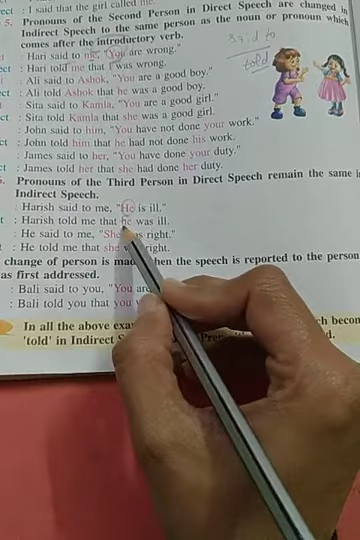 : I said that the girl called me.
5. Pronouns of the Second Person in Direct Speech are changed in
Indirect Speech to the same person as the noun or pronoun which
comes after the introductory verb.
: Hari said to me, "You are wrong."
ect : Hari told me that I was wrong.
: Ali said to Ashok, "You are a good boy."
ect : Ali told Ashok that he was a good boy.
: Sita said to Kamla, "You are a good girl."
: Sita told Kamla that she was a good girl.
: John said to him, "You have not done your work."
ct : John told him that he had not done his work.
: James said to her, "You have done your duty."
ct : James told her that she had done her duty.
Pronouns of the Third Person in Direct Speech remain the same in
Indirect Speech.
: Harish said to me, "He is ill."
t : Harish told me that he was ill.
: He said to me, "She was right."
: He told me that she right.
change of person is made when the speech is reported to the person
as first addressed.
: Bali said to you, "You are
: Bali told you that you
In all the above
'told' in Indirect
said to
told